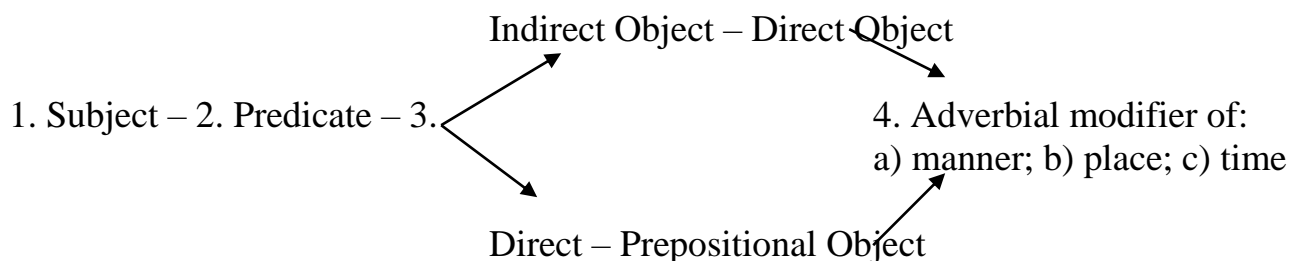 Indirect Object – Direct Object
1. Subject – 2. Predicate – 3.
4. Adverbial modifier of:
a) manner; b) place; c) time
Direct – Prepositional Object